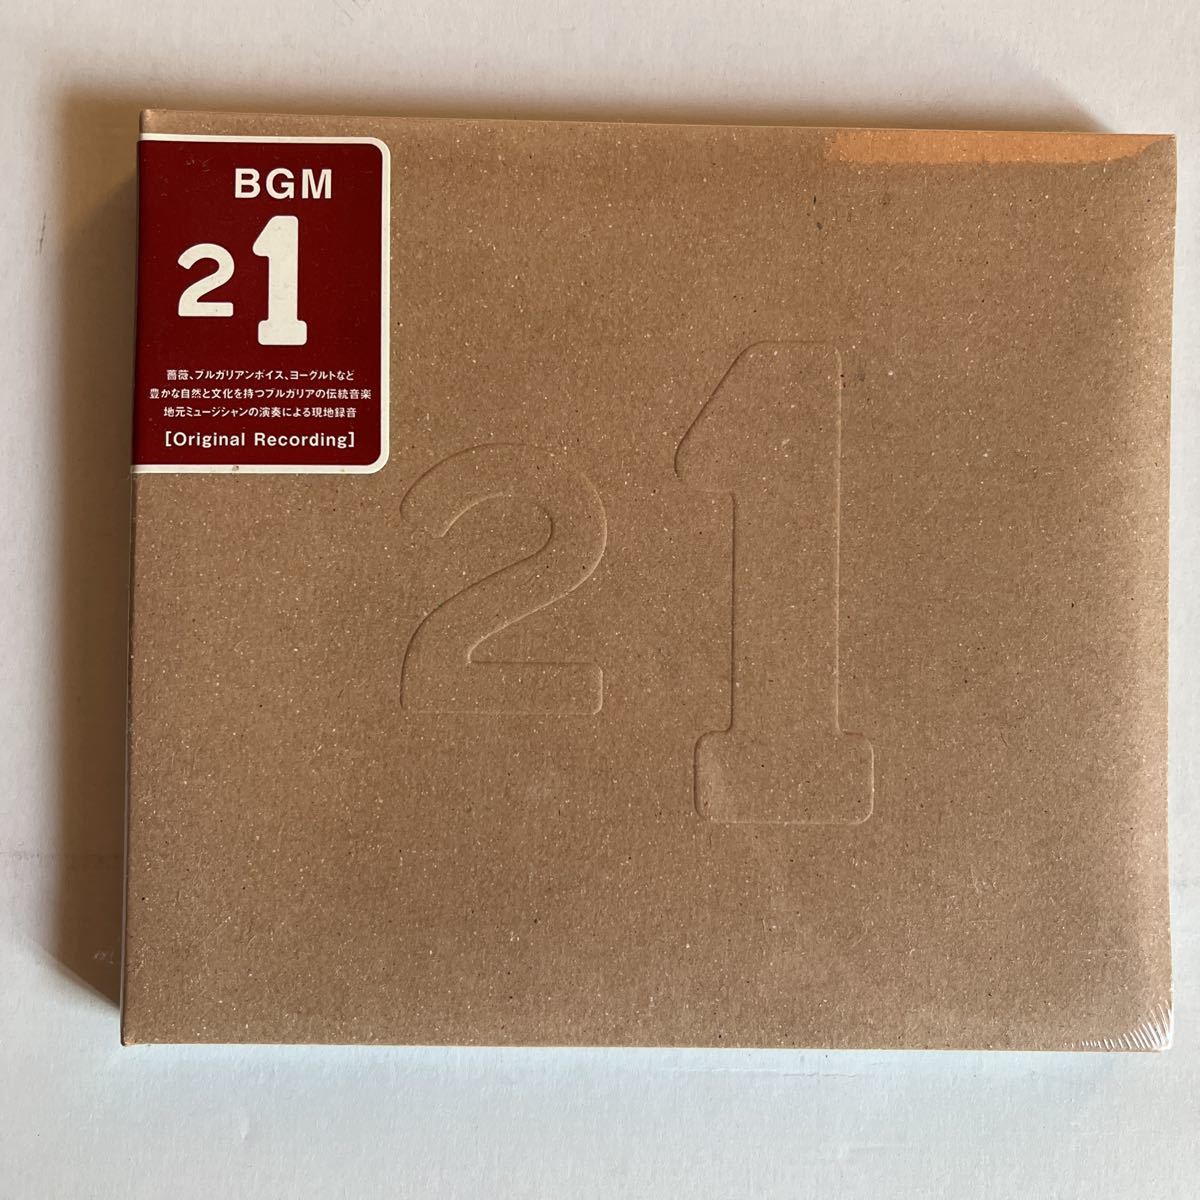 BGM
21
薔薇、ブルガリアンボイス、ヨーグルトなど
豊かな自然と文化を持つブルガリアの伝統音楽
地元ミュージシャンの演奏による現地録音
[Original Recording]
21